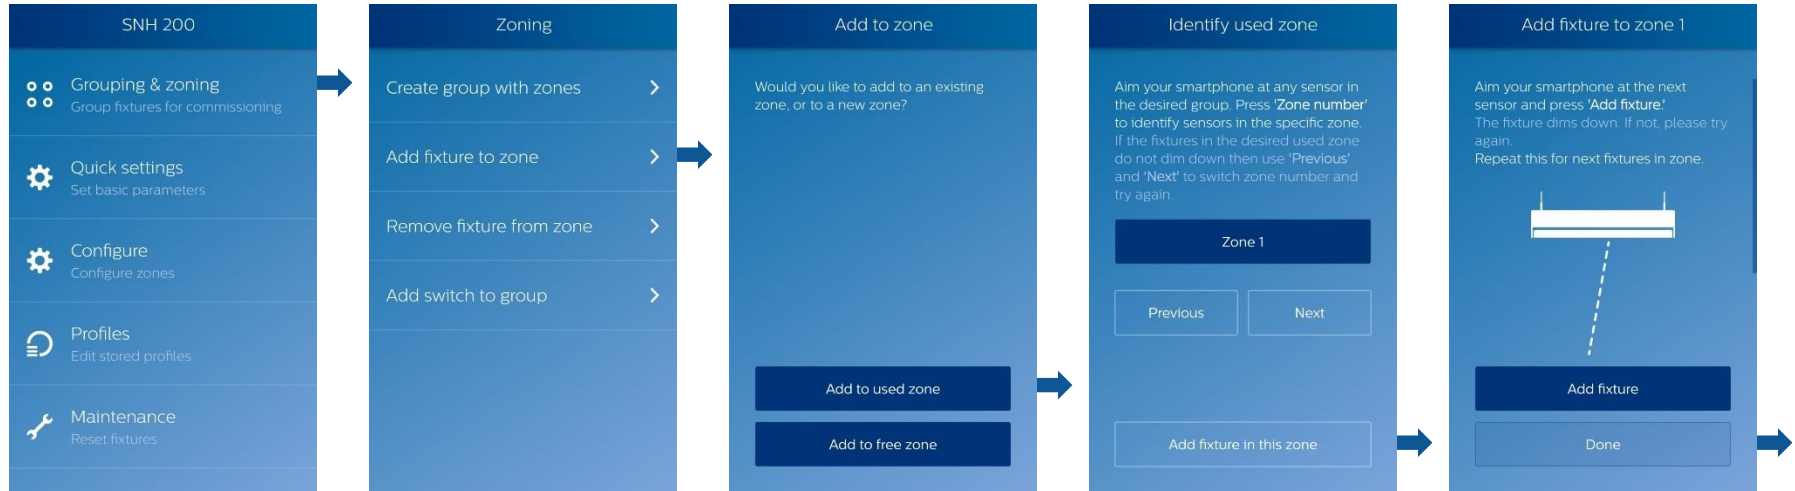 SNH 200
Grouping & zoning
Group fixtures for commissioning
Quick settings
Set basic parameters
Configure
Configure zones
Profiles
Edit stored profiles
Maintenance
Reset fixtures
Zoning
Create group with zones
Add fixture to zone
Remove fixture from zone
Add switch to group
Add to zone
Would you like to add to an existing
zone, or to a new zone?
Add to used zone
Add to free zone
Identify used zone
Aim your smartphone at any sensor in
the desired group. Press 'Zone number'
to identify sensors in the specific zone.
If the fixtures in the desired used zone
do not dim down then use 'Previous'
and 'Next' to switch zone number and
try again.
Zone 1
Previous
Next
Add fixture in this zone
Add fixture to zone 1
Aim your smartphone at the next
sensor and press 'Add fixture.'
The fixture dims down. If not, please try
again.
Repeat this for next fixtures in zone.
Add fixture
Done